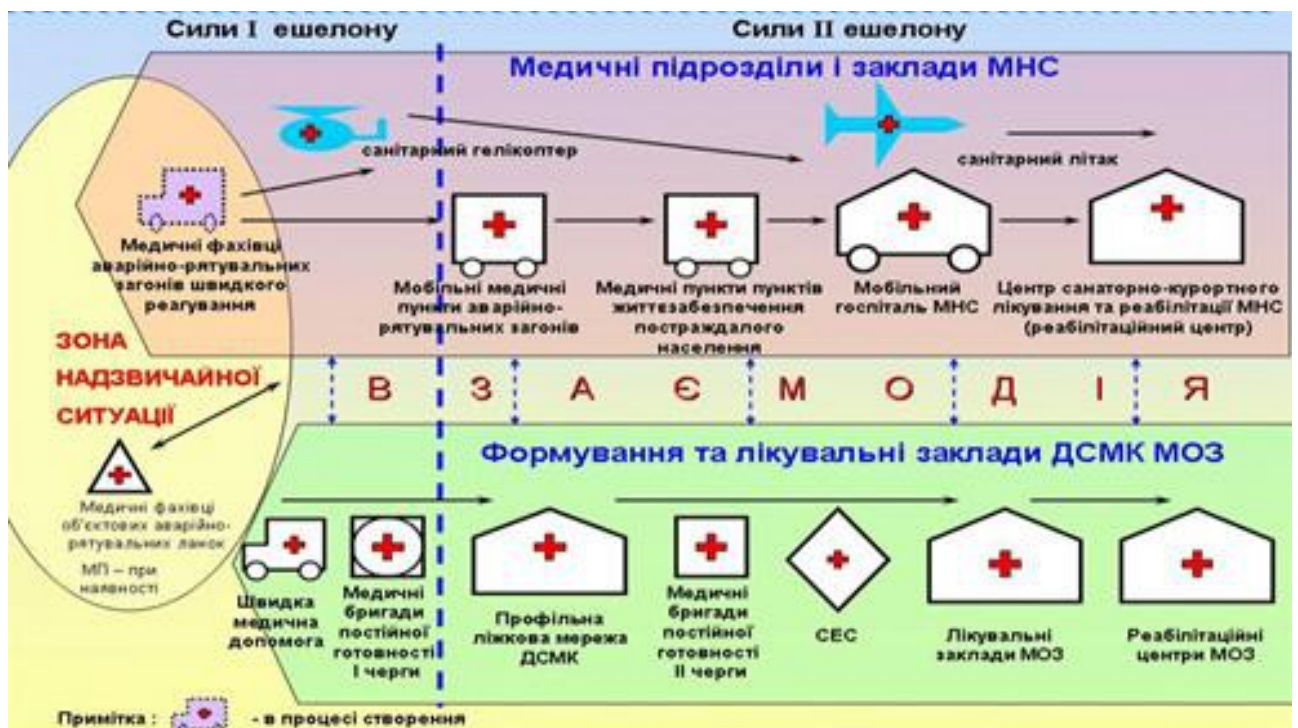 Сили І ешелону
Сили ІІ ешелону
Медичні підрозділи і заклади МНС
санітарний гелікоптер
санітарний літак
Медичні фахівці
аварійно-рятувальних
загонів швидкого
реагування
Мобільні медичні
пункти аварійно-
рятувальних загонів
Медичні пункти пунктів
життезабезпечення
постраждалого
населення
Мобільний
госпіталь МНС
Центр санаторно-курортного
лікування та реабілітації МНС
(реабілітаційний центр)
ЗОНА
НАДЗВИЧАЙНОЇ
СИТУАЦІЇ
В З А Є М О Д І Я
Формування та лікувальні заклади ДСМК МОЗ
Медичні фахівці
об'єктових аварійно-
рятувальних ланок
МП – при
наявності
Швидка
медична
допомога
Медичні
бригади
постійної
готовності
І черги
Профільна
ліжкова мережа
ДСМК
Медичні
бригади
постійної
готовності
ІІ черги
СЕС
Лікувальні
заклади МОЗ
Реабілітаційні
центри МОЗ
Примітка : - в процесі створення